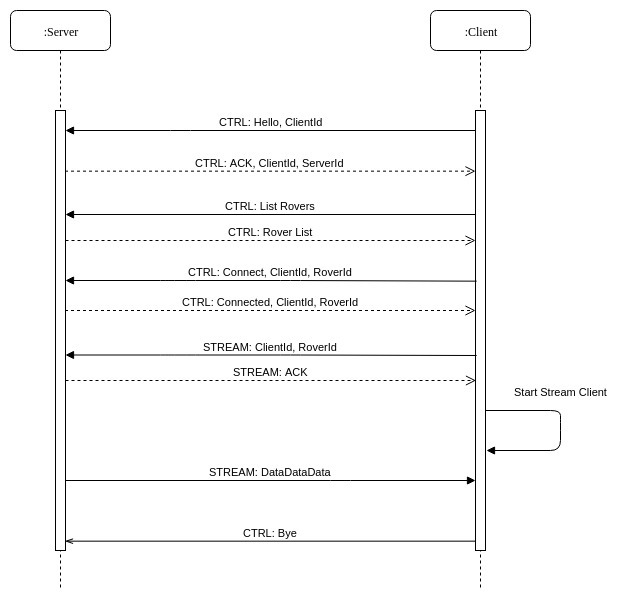 :Server
:Client
CTRL: Hello, ClientId
CTRL: ACK, ClientId, ServerId
CTRL: List Rovers
CTRL: Rover List
CTRL: Connect, ClientId, RoverId
CTRL: Connected, ClientId, RoverId
STREAM: ClientId, RoverId
STREAM: ACK
Start Stream Client
STREAM: DataDataData
CTRL: Bye